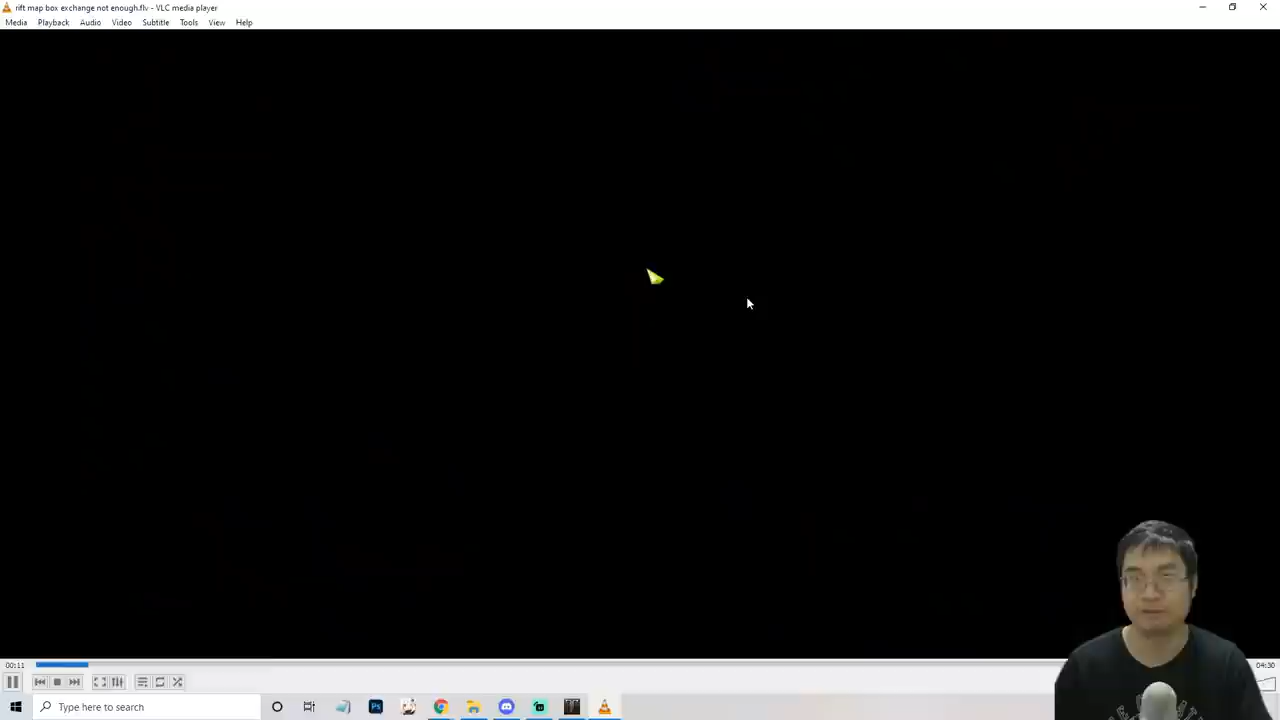 rift map box exchange not enough.flv - VLC media player
Media Playback Audio Video Subtitle Tools View Help
00:11
04:30
Type here to search